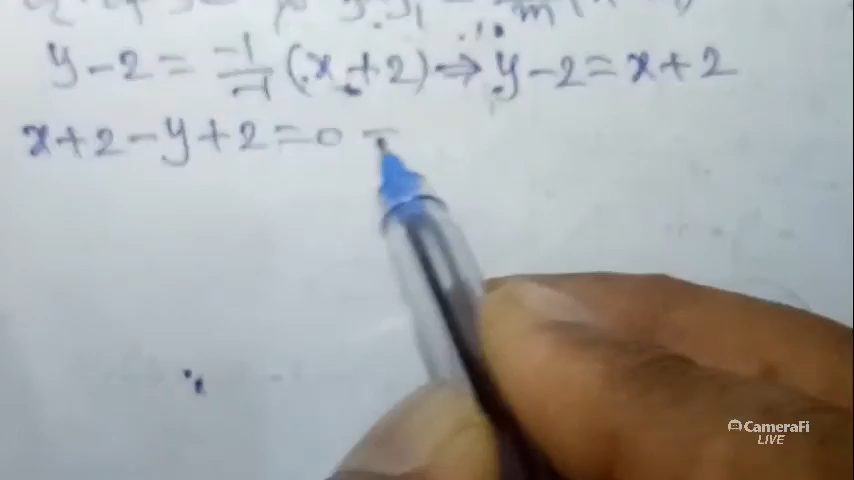 y-2 = -1/-1 (x+2) ⇒ y-2 = x+2
x+2-y+2=0
CameraFi
LIVE